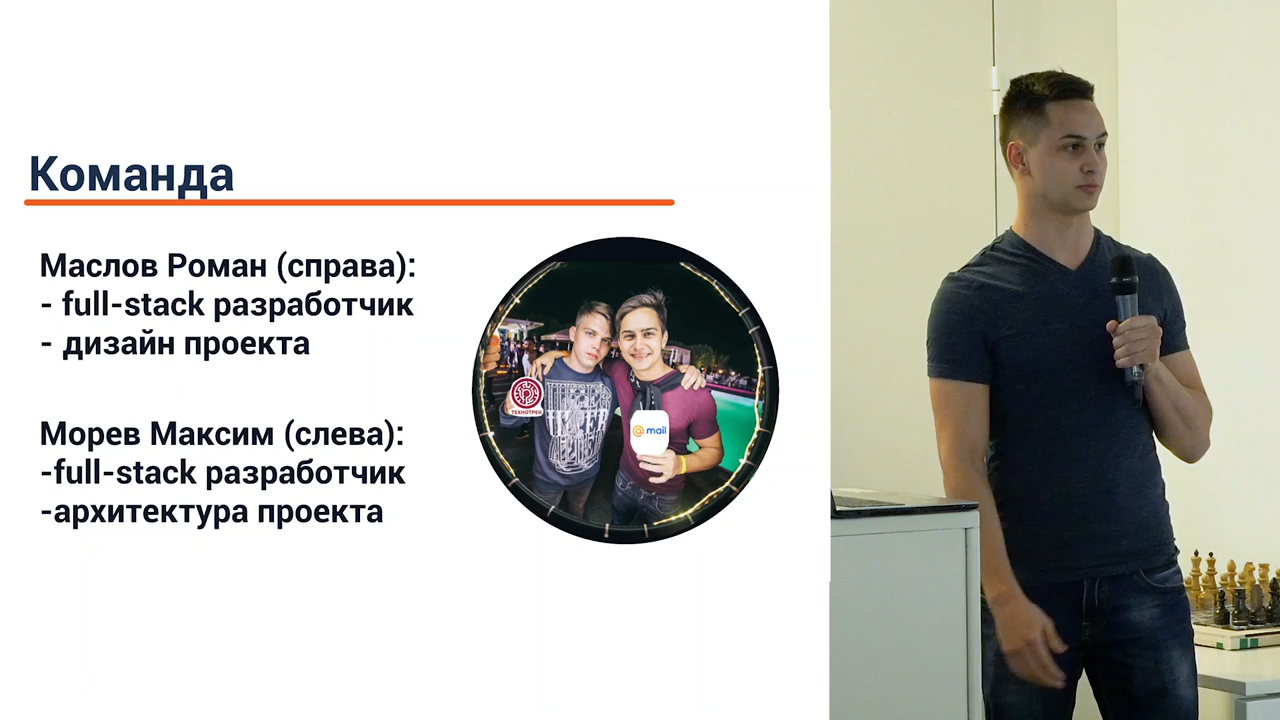 Команда
Маслов Роман (справа):
- full-stack разработчик
- дизайн проекта
Морев Максим (слева):
-full-stack разработчик
-архитектура проекта
ТЕХНОТРЕК
@mail